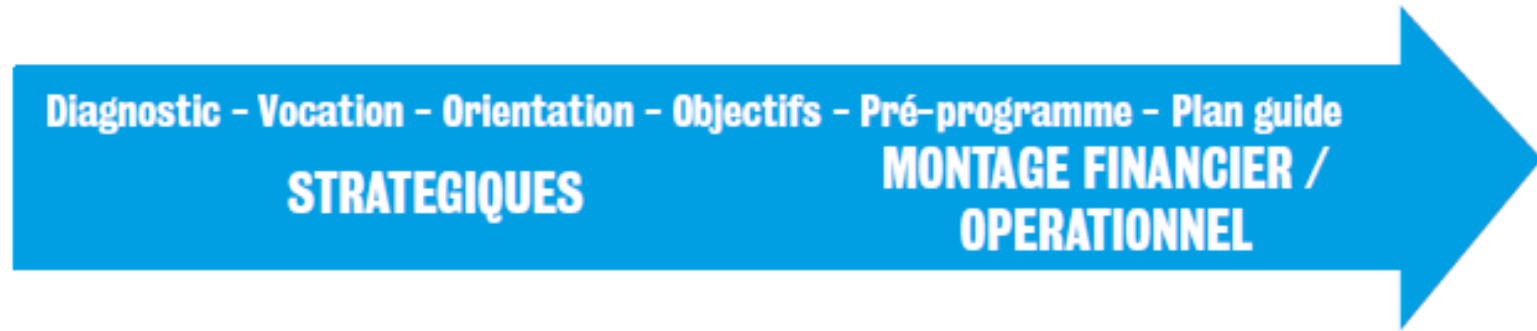 Diagnostic - Vocation - Orientation - Objectifs - Pré-programme - Plan guide
STRATEGIQUES
MONTAGE FINANCIER /
OPERATIONNEL